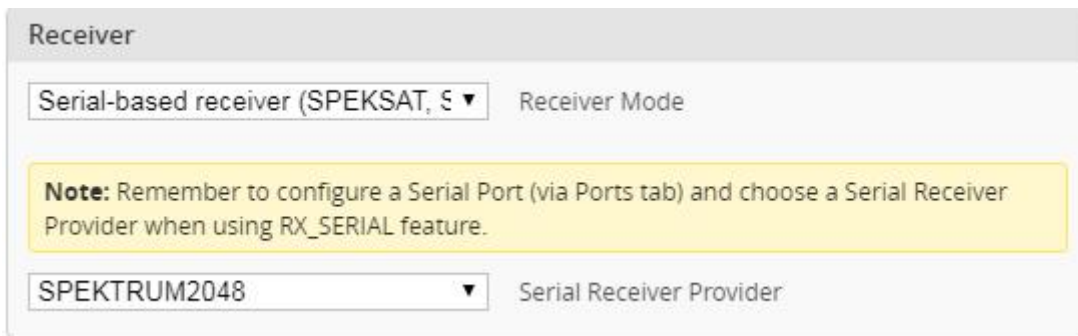 Receiver
Serial-based receiver (SPEKSAT, S
Receiver Mode
Note: Remember to configure a Serial Port (via Ports tab) and choose a Serial Receiver
Provider when using RX_SERIAL feature.
SPEKTRUM2048
Serial Receiver Provider